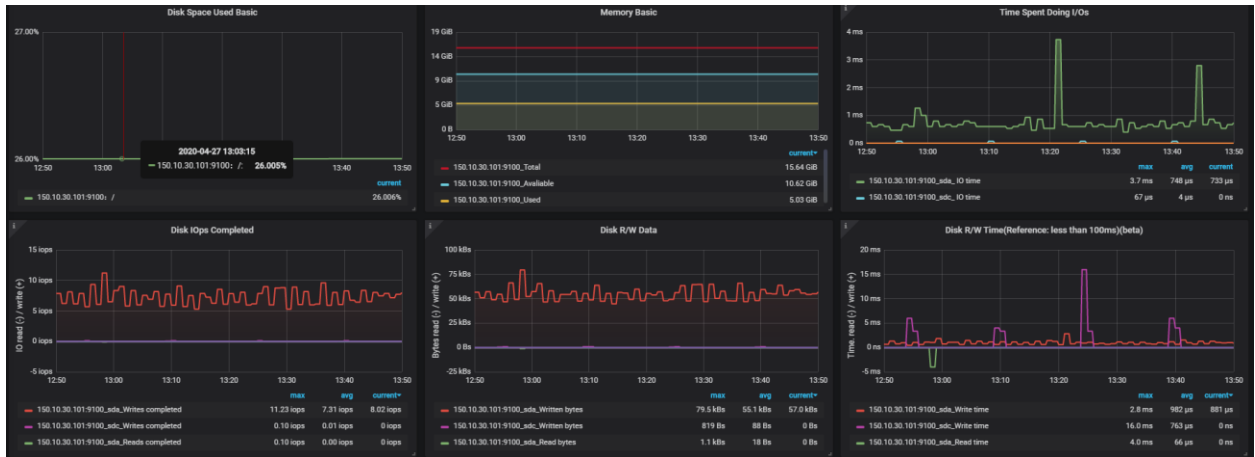 Disk Space Used Basic
27.00%
26.00%
12:50 13:00 13:40 13:50
2020-04-27 13:03:15
150.10.30.101:9100: /: 26.005%
current
150.10.30.101:9100: / 26.006%
Memory Basic
19 GiB
14 GiB
9 GiB
5 GiB
0 B
12:50 13:00 13:10 13:20 13:30 13:40 13:50
current
150.10.30.101:9100_Total 15.64 GiB
150.10.30.101:9100_Avaliable 10.62 GiB
150.10.30.101:9100_Used 5.03 GiB
i
Time Spent Doing I/Os
4 ms
3 ms
2 ms
1 ms
0 ns
12:50 13:00 13:10 13:20 13:30 13:40 13:50
max avg current
150.10.30.101:9100_sda_ IO time 3.7 ms 748 µs 733 µs
150.10.30.101:9100_sdc_ IO time 67 µs 4 µs 0 ns
i
Disk IOps Completed
IO read (-) / write (+)
15 iops
10 iops
5 iops
0 iops
-5 iops
12:50 13:00 13:10 13:20 13:30 13:40 13:50
max avg current
150.10.30.101:9100_sda_Writes completed 11.23 iops 7.31 iops 8.02 iops
150.10.30.101:9100_sdc_Writes completed 0.10 iops 0.01 iops 0 iops
150.10.30.101:9100_sda_Reads completed 0.10 iops 0.00 iops 0 iops
i
Disk R/W Data
Bytes read (-) / write (+)
100 kBs
75 kBs
50 kBs
25 kBs
0 Bs
-25 kBs
12:50 13:00 13:10 13:20 13:30 13:40 13:50
max avg current
150.10.30.101:9100_sda_Written bytes 79.5 kBs 55.1 kBs 57.0 kBs
150.10.30.101:9100_sdc_Written bytes 819 Bs 88 Bs 0 Bs
150.10.30.101:9100_sda_Read bytes 1.1 kBs 18 Bs 0 Bs
i
Disk R/W Time(Reference: less than 100ms)(beta)
Time. read (-) / write (+)
20 ms
15 ms
10 ms
5 ms
0 ns
-5 ms
12:50 13:00 13:10 13:20 13:30 13:40 13:50
max avg current
150.10.30.101:9100_sda_Write time 2.8 ms 982 µs 881 µs
150.10.30.101:9100_sdc_Write time 16.0 ms 763 µs 0 ns
150.10.30.101:9100_sda_Read time 4.0 ms 66 µs 0 ns